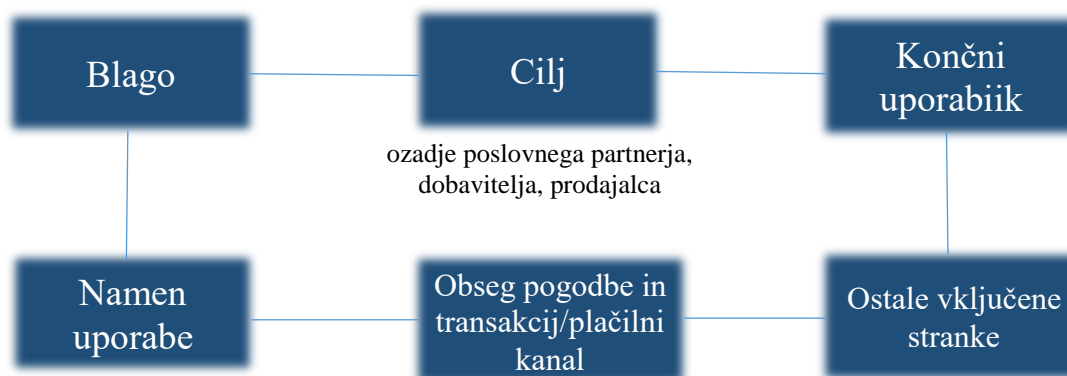 Blago
Cilj
Končni
uporabiik
ozadje poslovnega partnerja,
dobavitelja, prodajalca
Namen
uporabe
Obseg pogodbe in
transakcij/plačilni
kanal
Ostale vključene
stranke